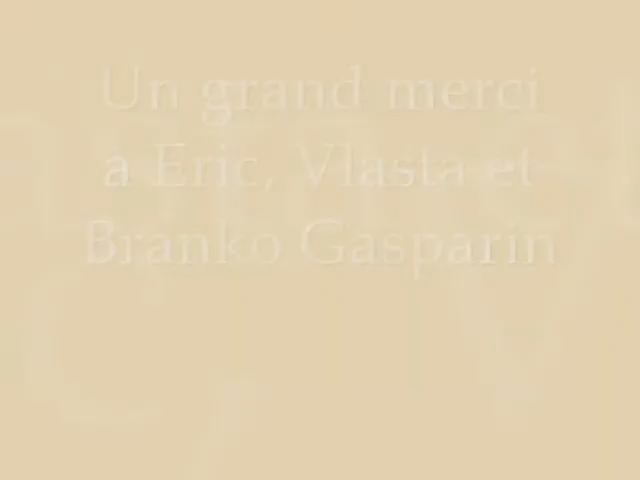 Un grand merci
à Eric, Vlasta et
Branko Gasparin